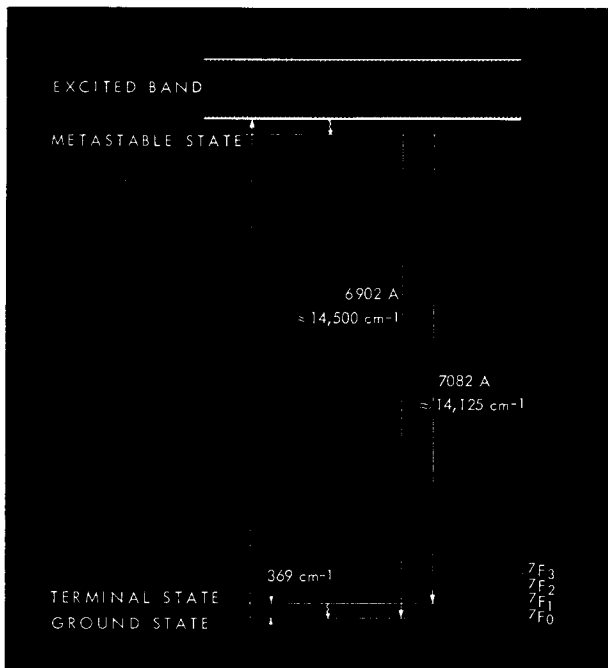 EXCITED BAND
METASTABLE STATE
6902 A
≈ 14,500 cm-1
7082 A
≈ 14,125 cm-1
369 cm-1
7F3
7F2
TERMINAL STATE 7F1
GROUND STATE 7F0